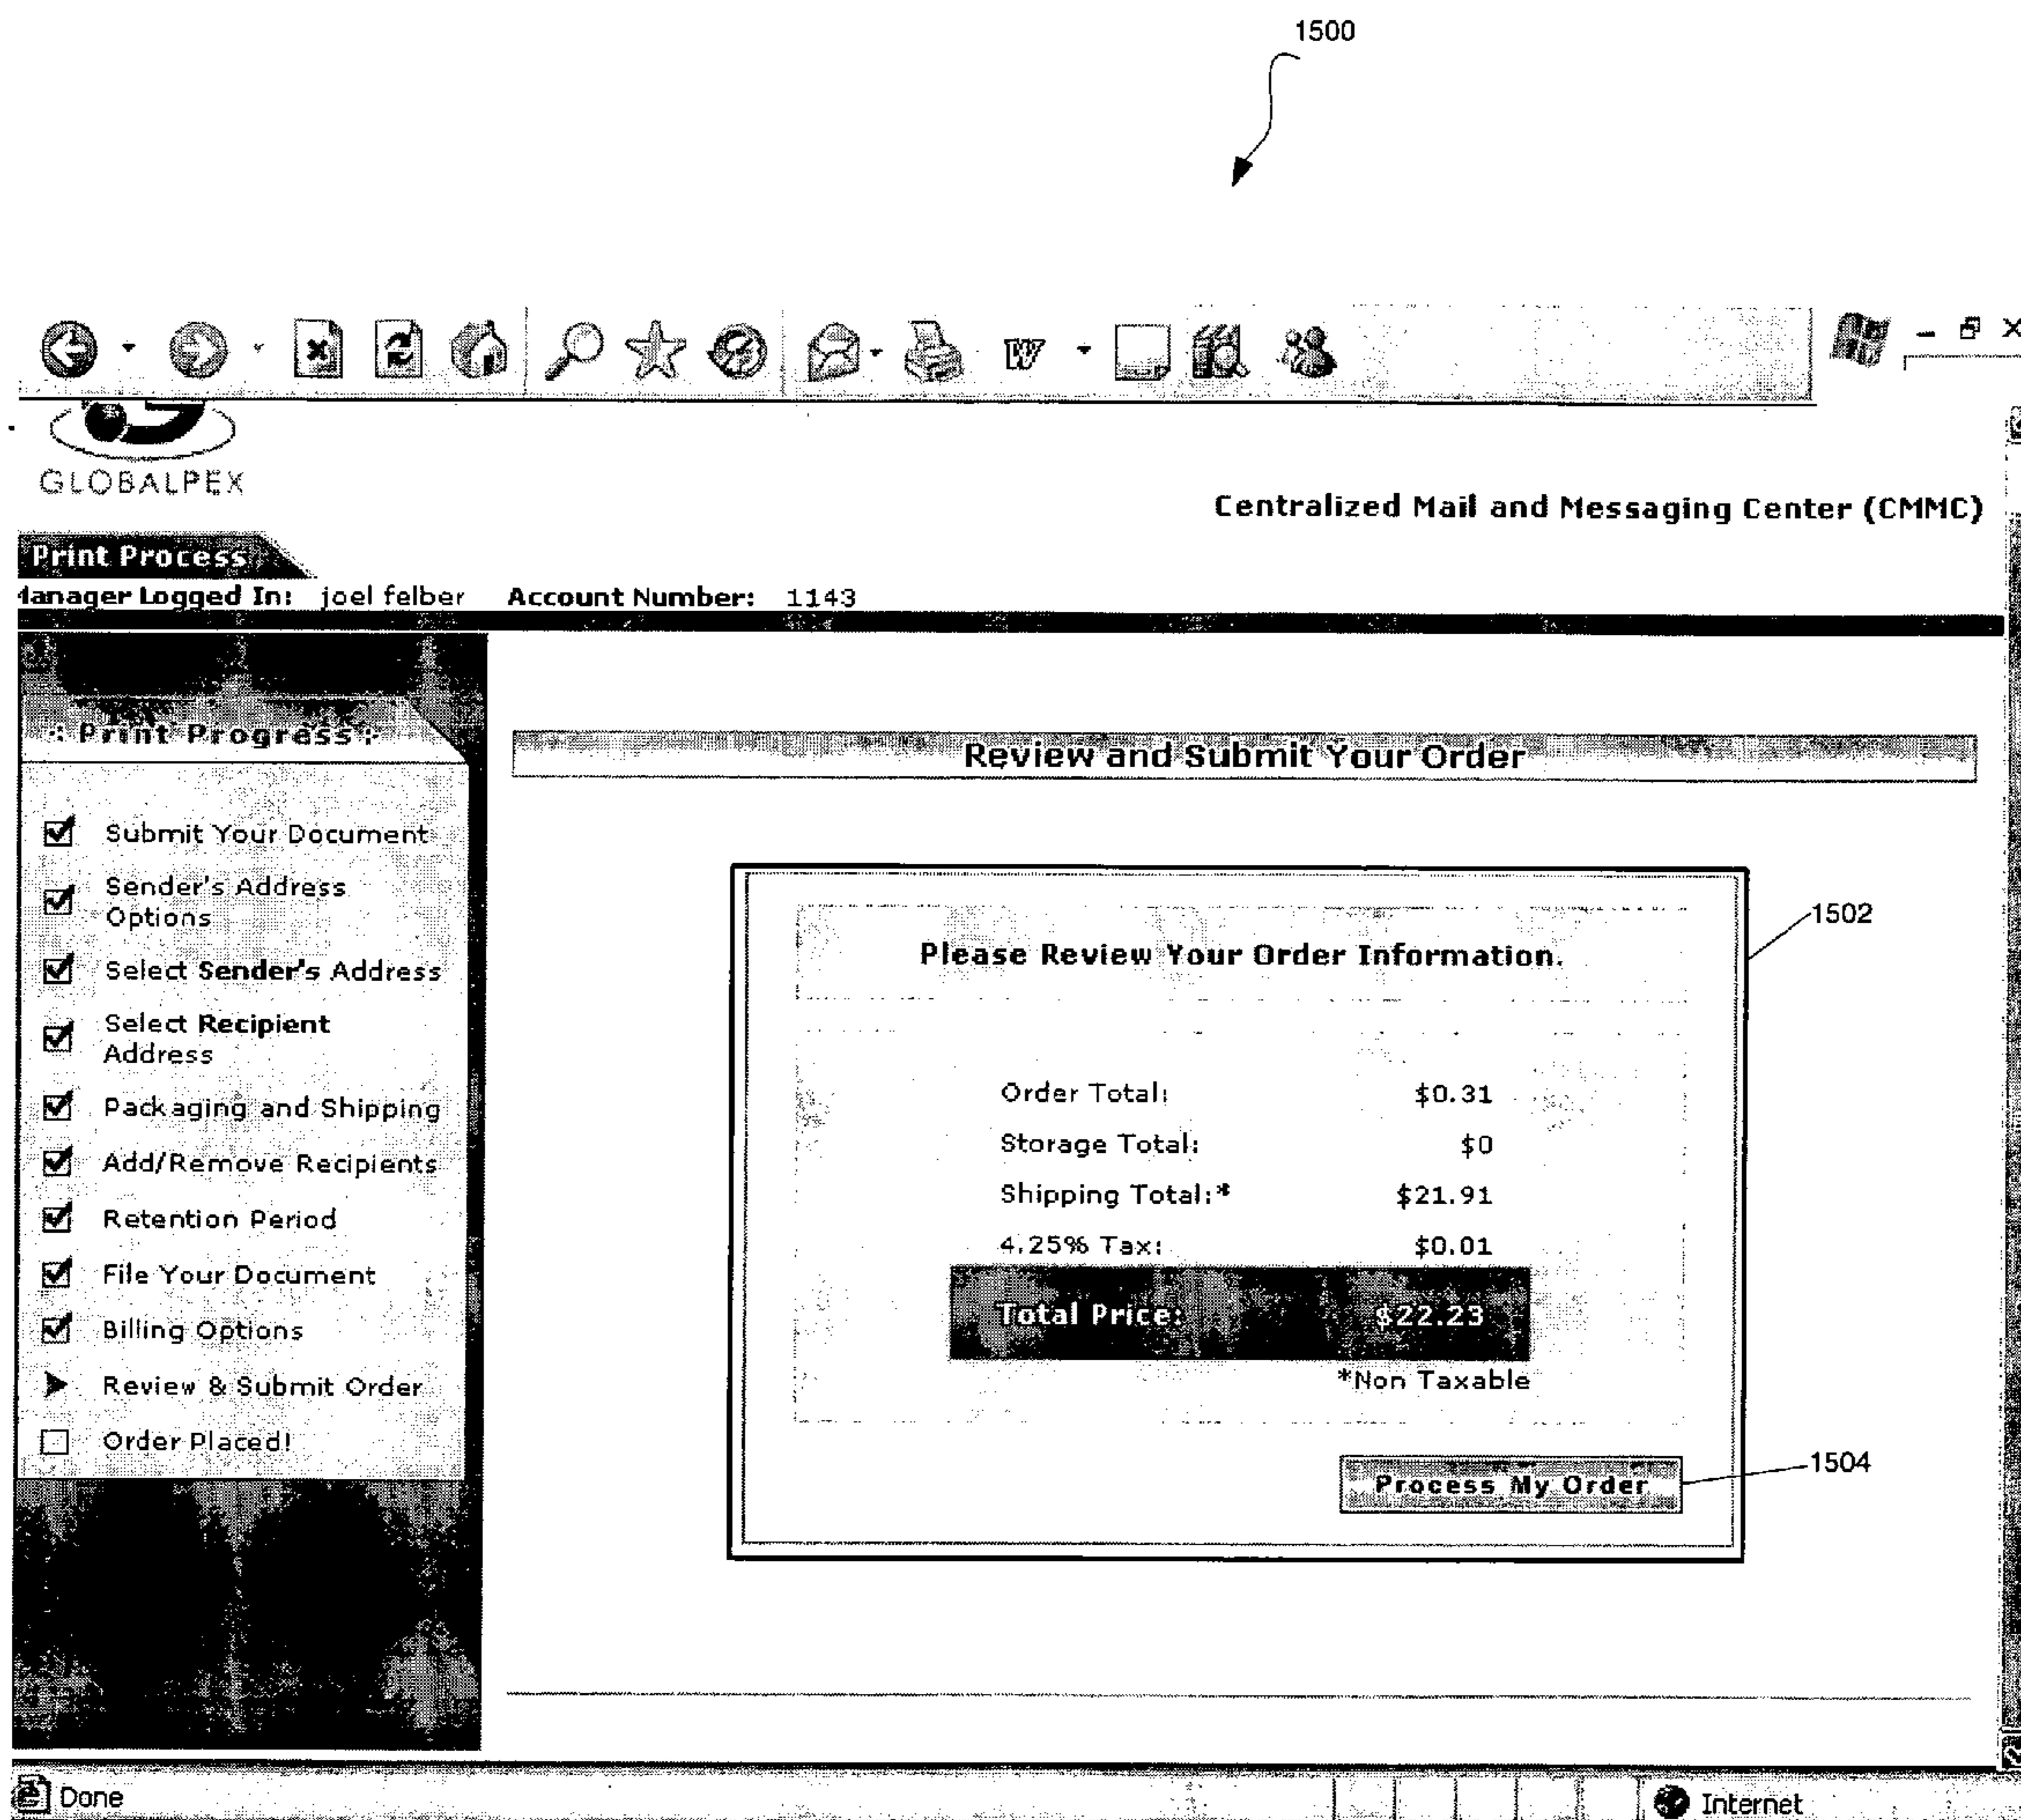 1500
GLOBALPEX
Centralized Mail and Messaging Center (CMMC)
Print Process
Manager Logged In: joel felber Account Number: 1143
.: Print Progress :.
Review and Submit Your Order
Submit Your Document
Sender's Address
Options
Select Sender's Address
Select Recipient
Address
Packaging and Shipping
Add/Remove Recipients
Retention Period
File Your Document
Billing Options
Review & Submit Order
Order Placed!
1502
Please Review Your Order Information.
Order Total: $0.31
Storage Total: $0
Shipping Total:* $21.91
4.25% Tax: $0.01
Total Price: $22.23
*Non Taxable
Process My Order
1504
Done
Internet